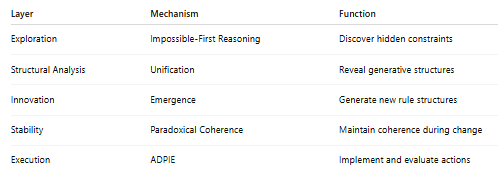 Layer Mechanism Function
Exploration Impossible-First Reasoning Discover hidden constraints
Structural Analysis Unification Reveal generative structures
Innovation Emergence Generate new rule structures
Stability Paradoxical Coherence Maintain coherence during change
Execution ADPIE Implement and evaluate actions